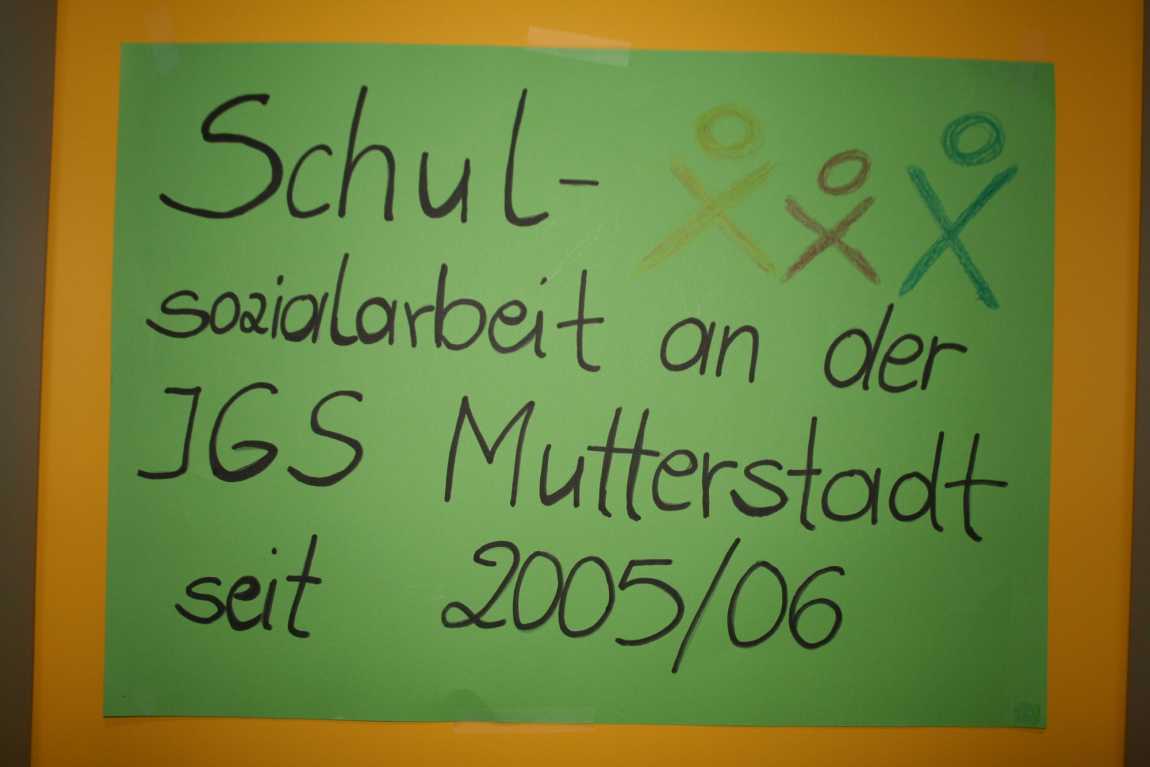 Schul-
sozialarbeit an der
IGS Mutterstadt
seit 2005/06